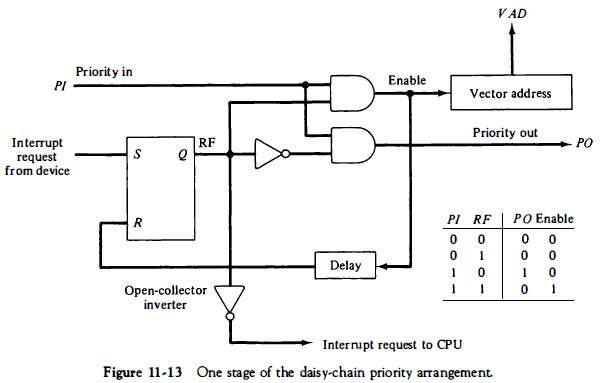 VAD
Priority in
PI
Enable
Vector address
Priority out
PO
Interrupt
request
from device
S
Q
RF
R
Delay
Open-collector
inverter
Interrupt request to CPU
PI RF PO Enable
0 0 0 0
0 1 0 0
1 0 1 0
1 1 0 1
Figure 11-13 One stage of the daisy-chain priority arrangement.